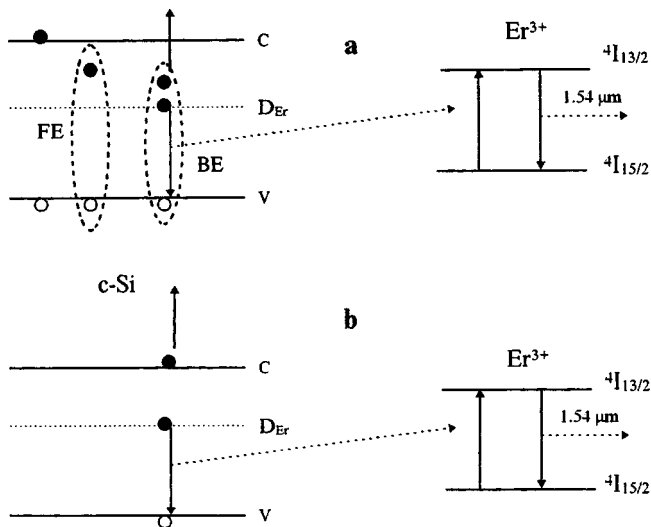 C
a
Er³⁺
⁴I₁₃/₂
1.54 μm
D_Er
FE
BE
⁴I₁₅/₂
V
c-Si
b
C
Er³⁺
⁴I₁₃/₂
1.54 μm
D_Er
⁴I₁₅/₂
V